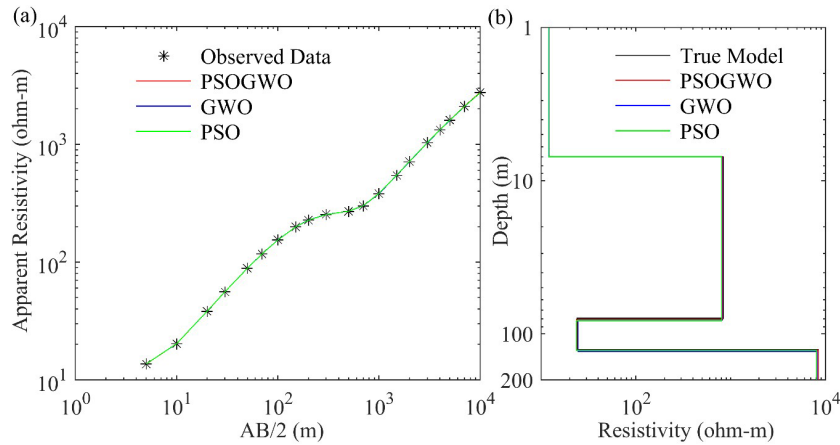 (a)
Apparent Resistivity (ohm-m)
10^4
10^3
10^2
10^1
Observed Data
PSOGWO
GWO
PSO
10^0 10^1 10^2 10^3 10^4
AB/2 (m)
(b)
Depth (m)
1
10
100
200
True Model
PSOGWO
GWO
PSO
10^2 10^4
Resistivity (ohm-m)